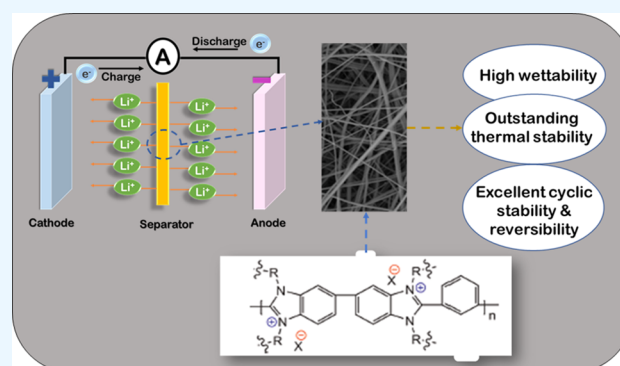 Discharge
e⁻
A
e⁻
Charge
+
−
Li⁺
Li⁺
Li⁺
Li⁺
Li⁺
Li⁺
Li⁺
Li⁺
Li⁺
Li⁺
Cathode
Separator
Anode
High wettability
Outstanding
thermal stability
Excellent cyclic
stability &
reversibility
R
N
N
R
X
⊖
⊕
X
⊖
R
N
⊕
N
R
n